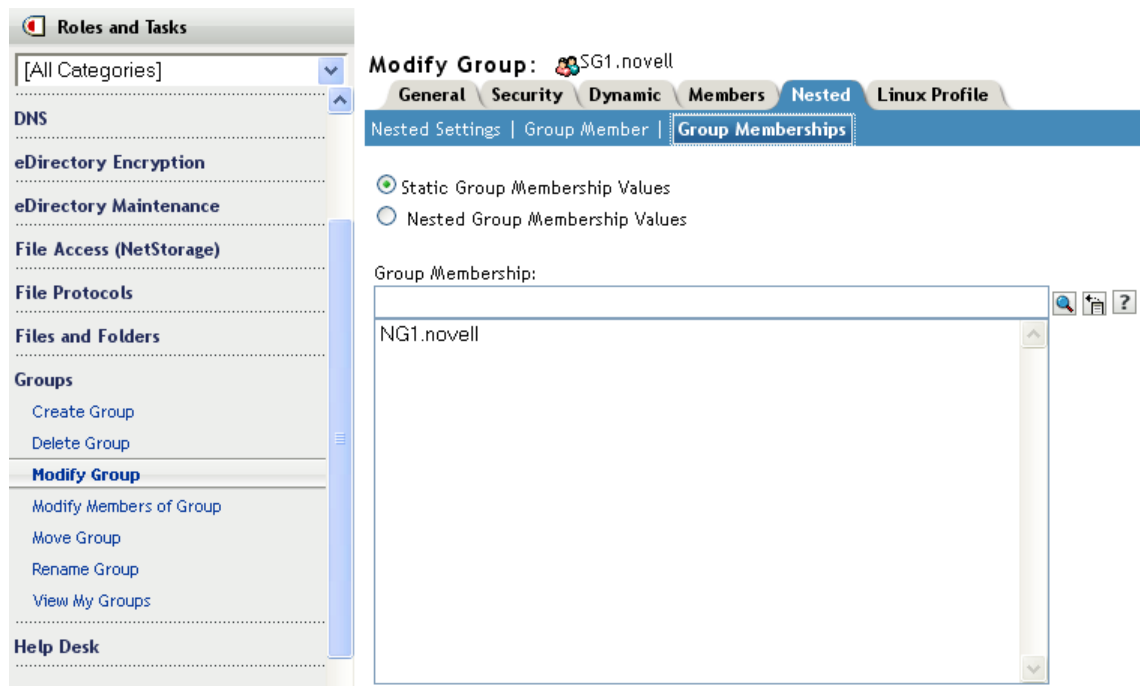 Roles and Tasks
[All Categories]
DNS
eDirectory Encryption
eDirectory Maintenance
File Access (NetStorage)
File Protocols
Files and Folders
Groups
Create Group
Delete Group
Modify Group
Modify Members of Group
Move Group
Rename Group
View My Groups
Help Desk
Modify Group: SG1.novell
General Security Dynamic Members Nested Linux Profile
Nested Settings | Group Member | Group Memberships
Static Group Membership Values
Nested Group Membership Values
Group Membership:
?
NG1.novell